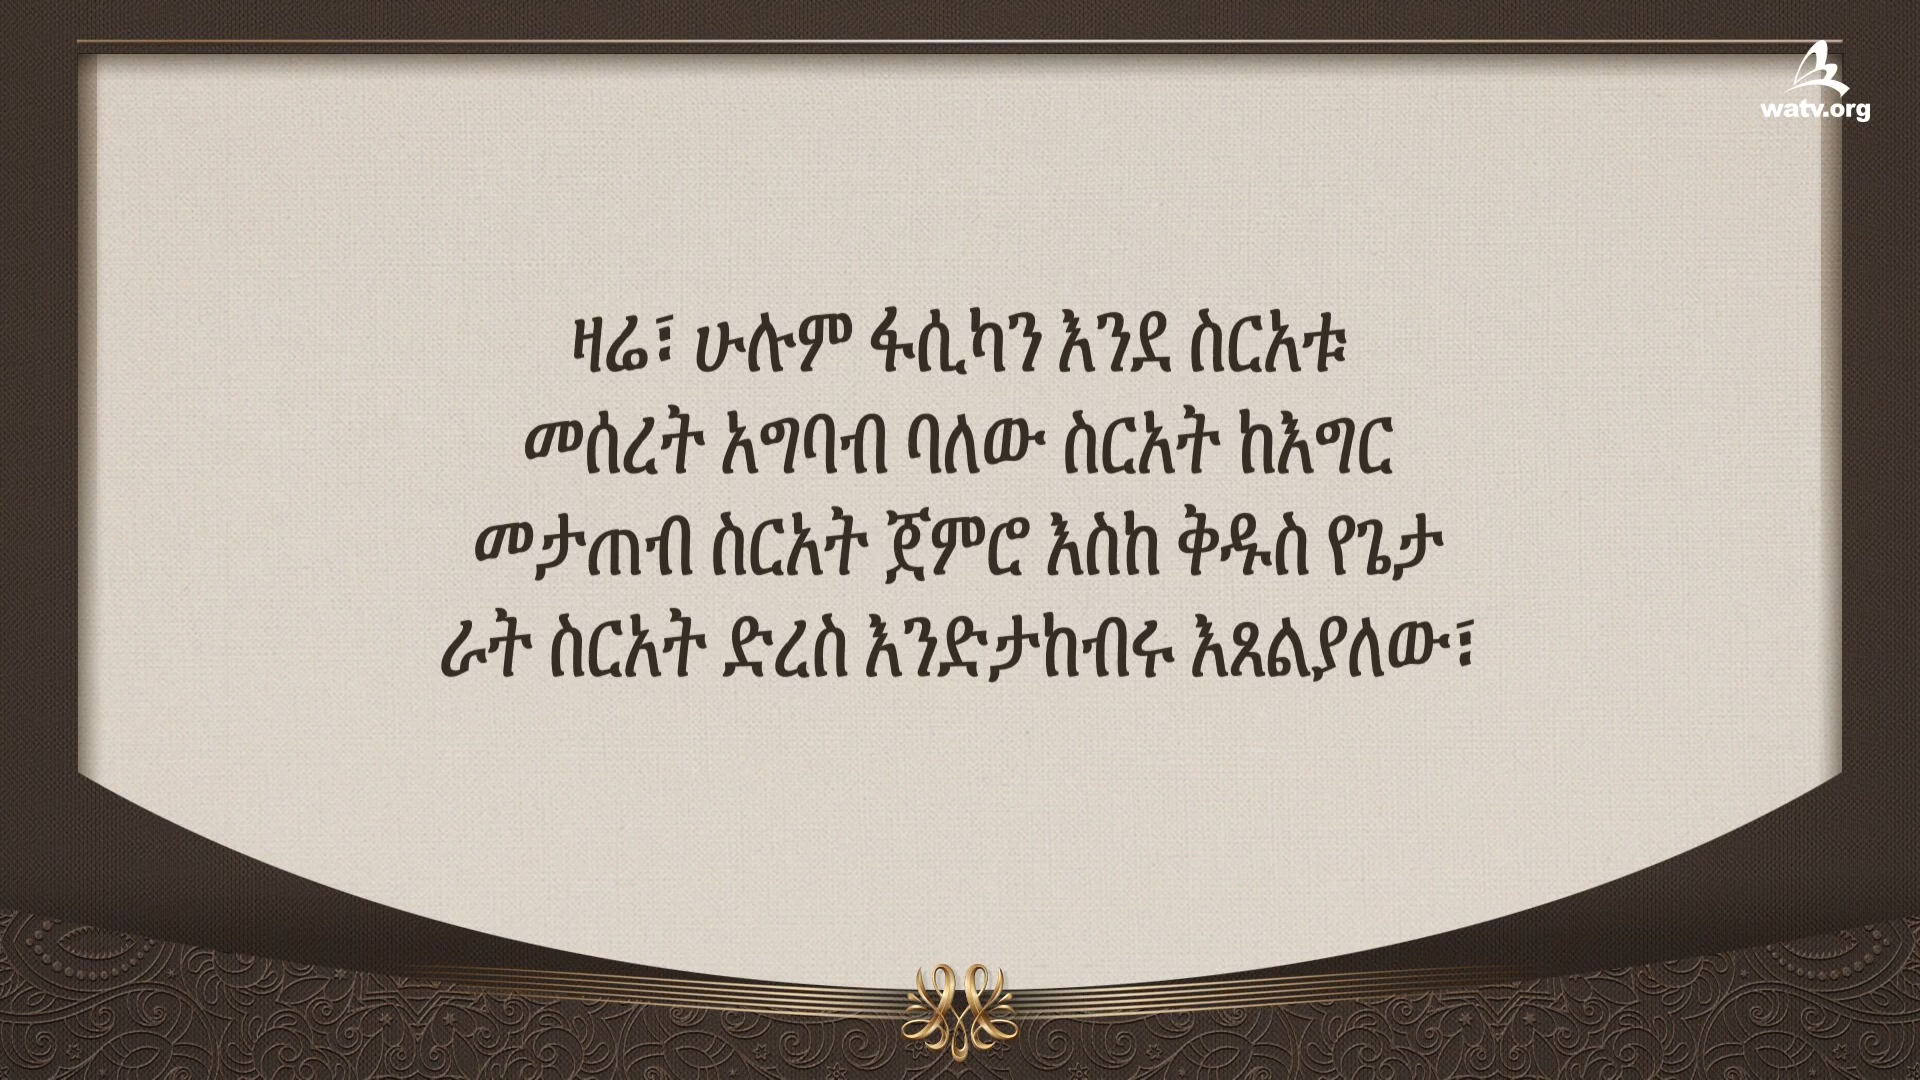 watv.org
ዛሬ፣ ሁሉም ፋሲካን እንደ ስርአቱ
መሰረት አግባብ ባለው ስርአት ከእግር
መታጠብ ስርአት ጀምሮ እስከ ቅዱስ የጌታ
ራት ስርአት ድረስ እንድታከብሩ እጸልያለው፣